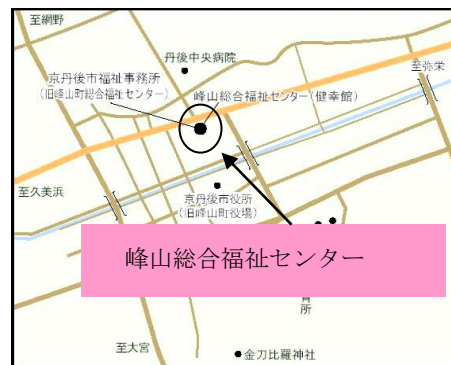 至網野
丹後中央病院
京丹後市福祉事務所
(旧峰山町総合福祉センター)
至弥栄
峰山総合福祉センター(健幸館)
至久美浜
京丹後市役所
(旧峰山町役場)
峰山総合福祉センター
所
至大宮
金刀比羅神社